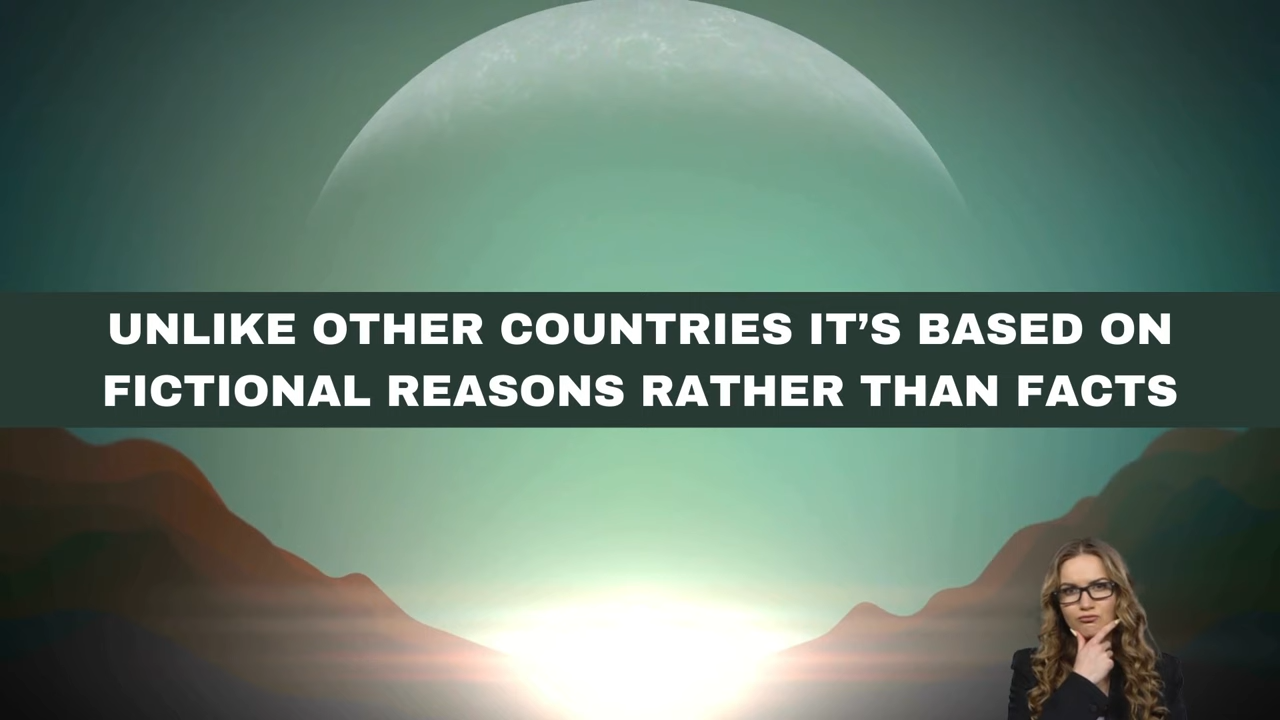 UNLIKE OTHER COUNTRIES IT’S BASED ON
FICTIONAL REASONS RATHER THAN FACTS